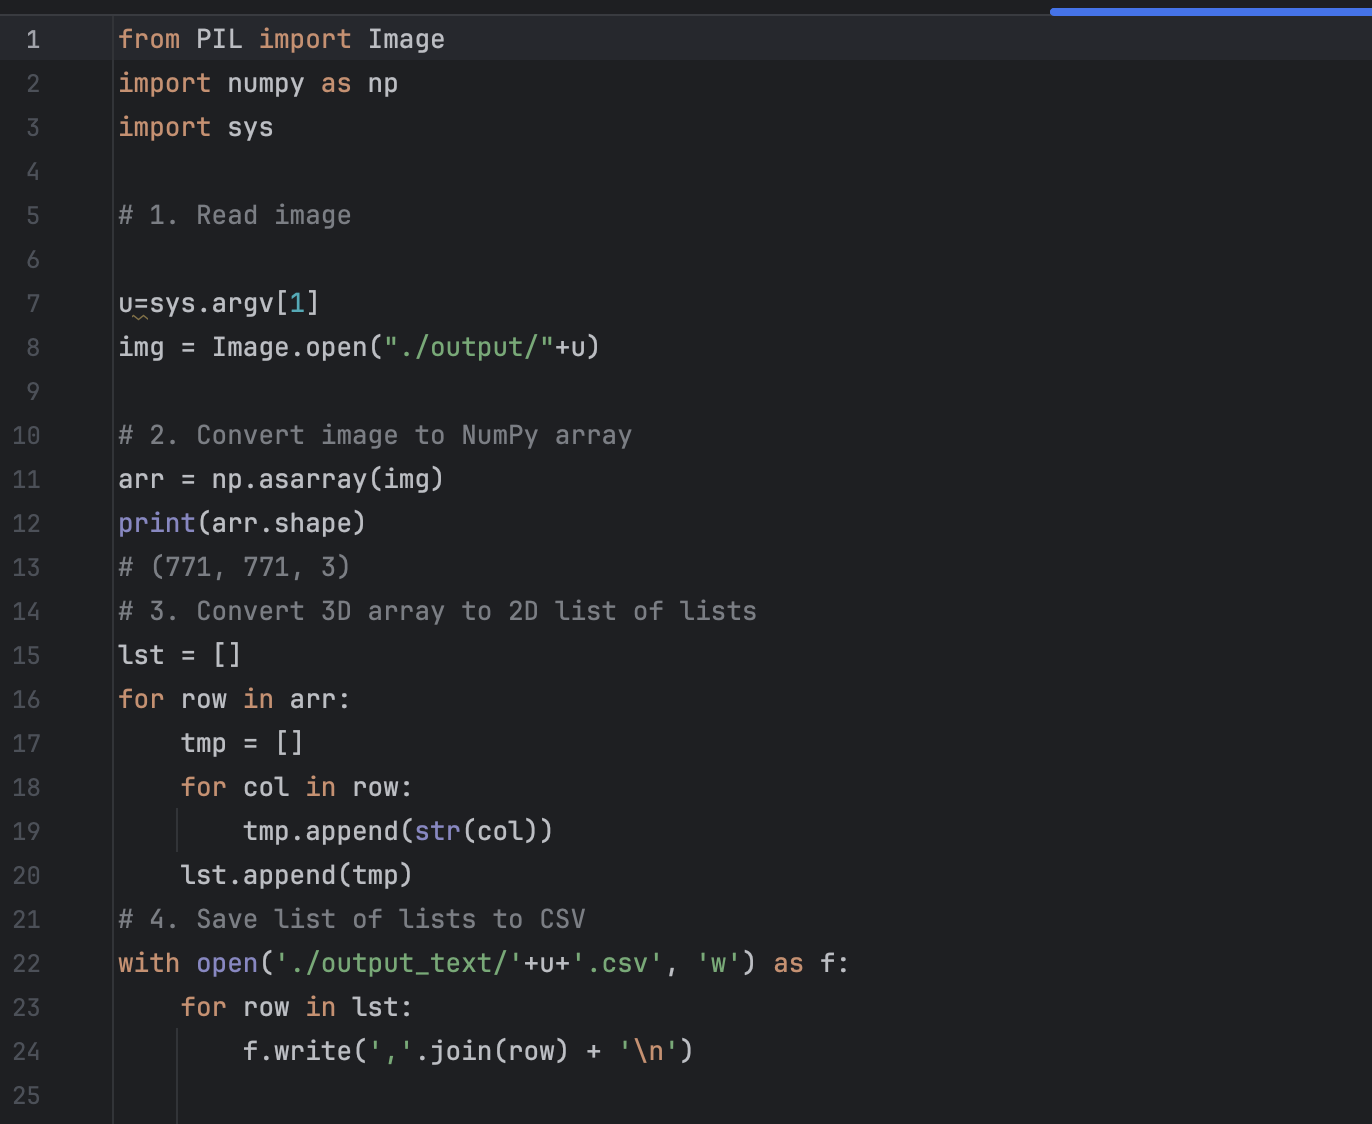 1 from PIL import Image
2 import numpy as np
3 import sys
4
5 # 1. Read image
6
7 u=sys.argv[1]
8 img = Image.open("./output/"+u)
9
10 # 2. Convert image to NumPy array
11 arr = np.asarray(img)
12 print(arr.shape)
13 # (771, 771, 3)
14 # 3. Convert 3D array to 2D list of lists
15 lst = []
16 for row in arr:
17     tmp = []
18     for col in row:
19         tmp.append(str(col))
20     lst.append(tmp)
21 # 4. Save list of lists to CSV
22 with open('./output_text/'+u+'.csv', 'w') as f:
23     for row in lst:
24         f.write(','.join(row) + '\n')
25